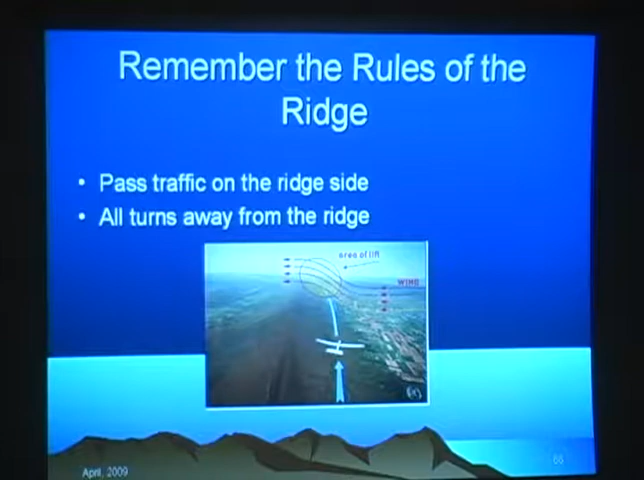 Remember the Rules of the
Ridge
• Pass traffic on the ridge side
• All turns away from the ridge
area of lift
WIND
April, 2009
66